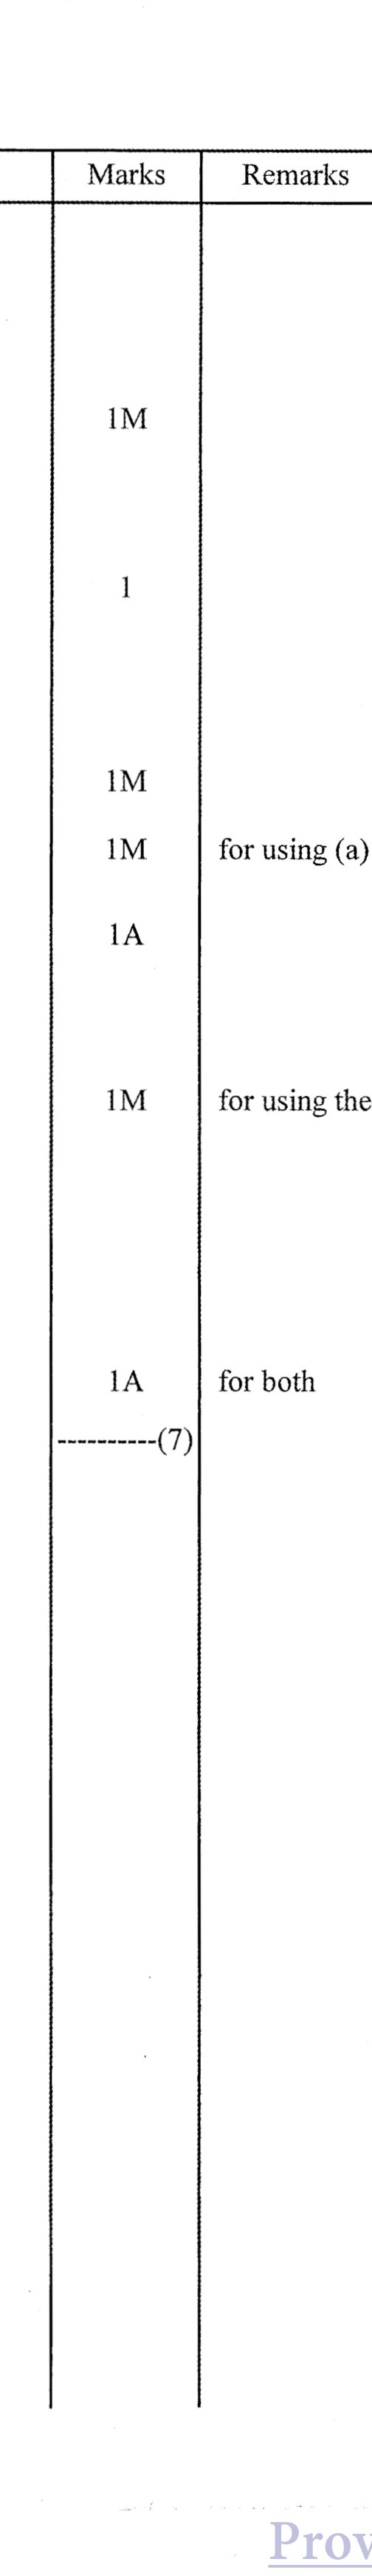 Marks Remarks
1M
1
1M
1M for using (a)
1A
1M for using the
1A for both
----------(7)
Prov